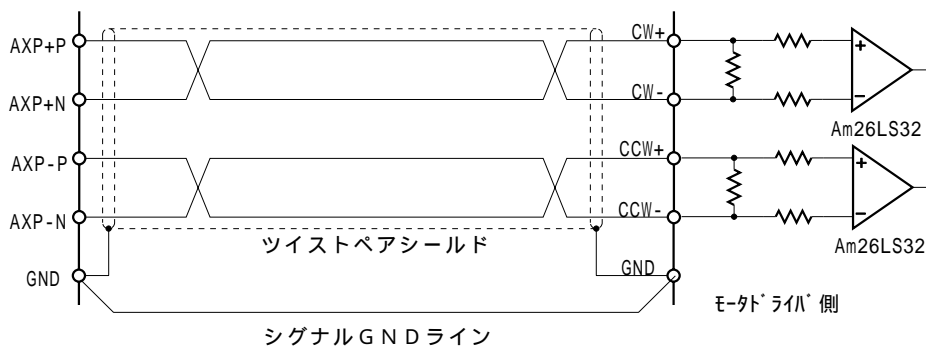 AXP+P
CW+
AXP+N
CW-
Am26LS32
AXP-P
CCW+
AXP-N
CCW-
Am26LS32
ツイストペアシールド
GND
GND
ﾓｰﾀﾄﾞﾗｲﾊﾞ側
シグナルＧＮＤライン